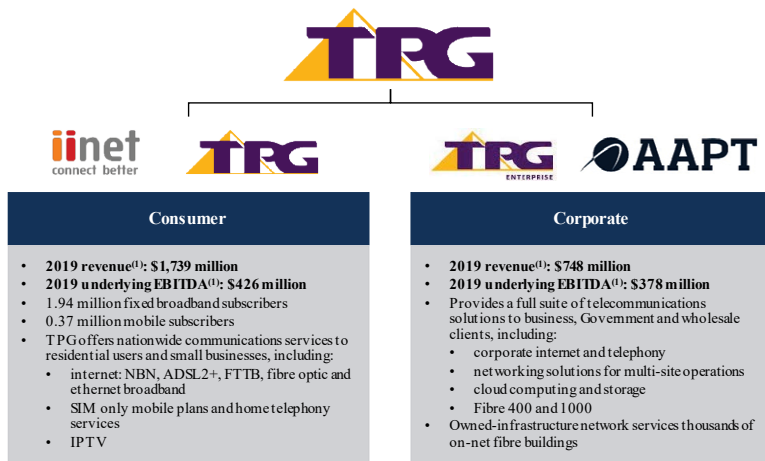 TPG
iinet
connect better
TPG
TPG
ENTERPRISE
AAPT
Consumer
• 2019 revenue(1): $1,739 million
• 2019 underlying EBITDA(1): $426 million
• 1.94 million fixed broadband subscribers
• 0.37 million mobile subscribers
• TPG offers nationwide communications services to
residential users and small businesses, including:
• internet: NBN, ADSL2+, FTTB, fibre optic and
ethernet broadband
• SIM only mobile plans and home telephony
services
• IPTV
Corporate
• 2019 revenue(1): $748 million
• 2019 underlying EBITDA(1): $378 million
• Provides a full suite of telecommunications
solutions to business, Government and wholesale
clients, including:
• corporate internet and telephony
• networking solutions for multi-site operations
• cloud computing and storage
• Fibre 400 and 1000
• Owned-infrastructure network services thousands of
on-net fibre buildings